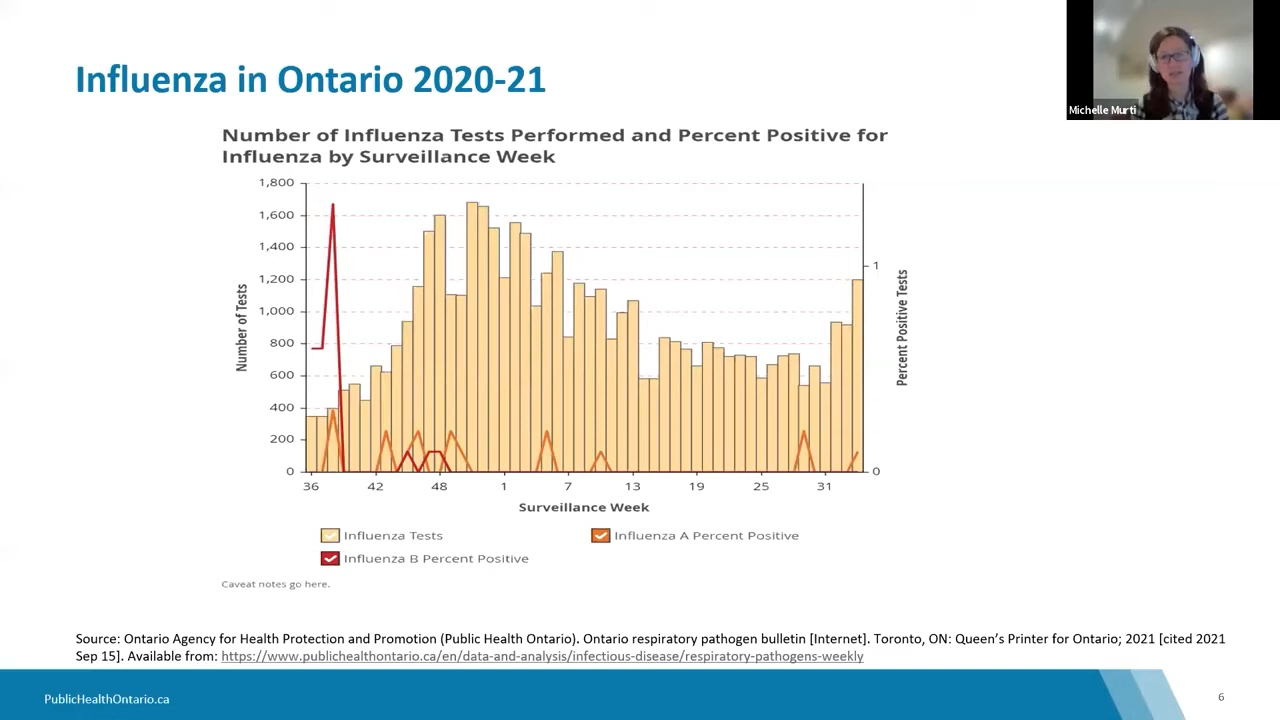 Influenza in Ontario 2020-21
Michelle Murti
Number of Influenza Tests Performed and Percent Positive for
Influenza by Surveillance Week
1,800
1,600
1,400
1,200
1,000
800
600
400
200
0
Number of Tests
1
0
Percent Positive Tests
36 42 48 1 7 13 19 25 31
Surveillance Week
Influenza Tests
Influenza A Percent Positive
Influenza B Percent Positive
Caveat notes go here.
Source: Ontario Agency for Health Protection and Promotion (Public Health Ontario). Ontario respiratory pathogen bulletin [Internet]. Toronto, ON: Queen's Printer for Ontario; 2021 [cited 2021
Sep 15]. Available from: https://www.publichealthontario.ca/en/data-and-analysis/infectious-disease/respiratory-pathogens-weekly
PublicHealthOntario.ca
6